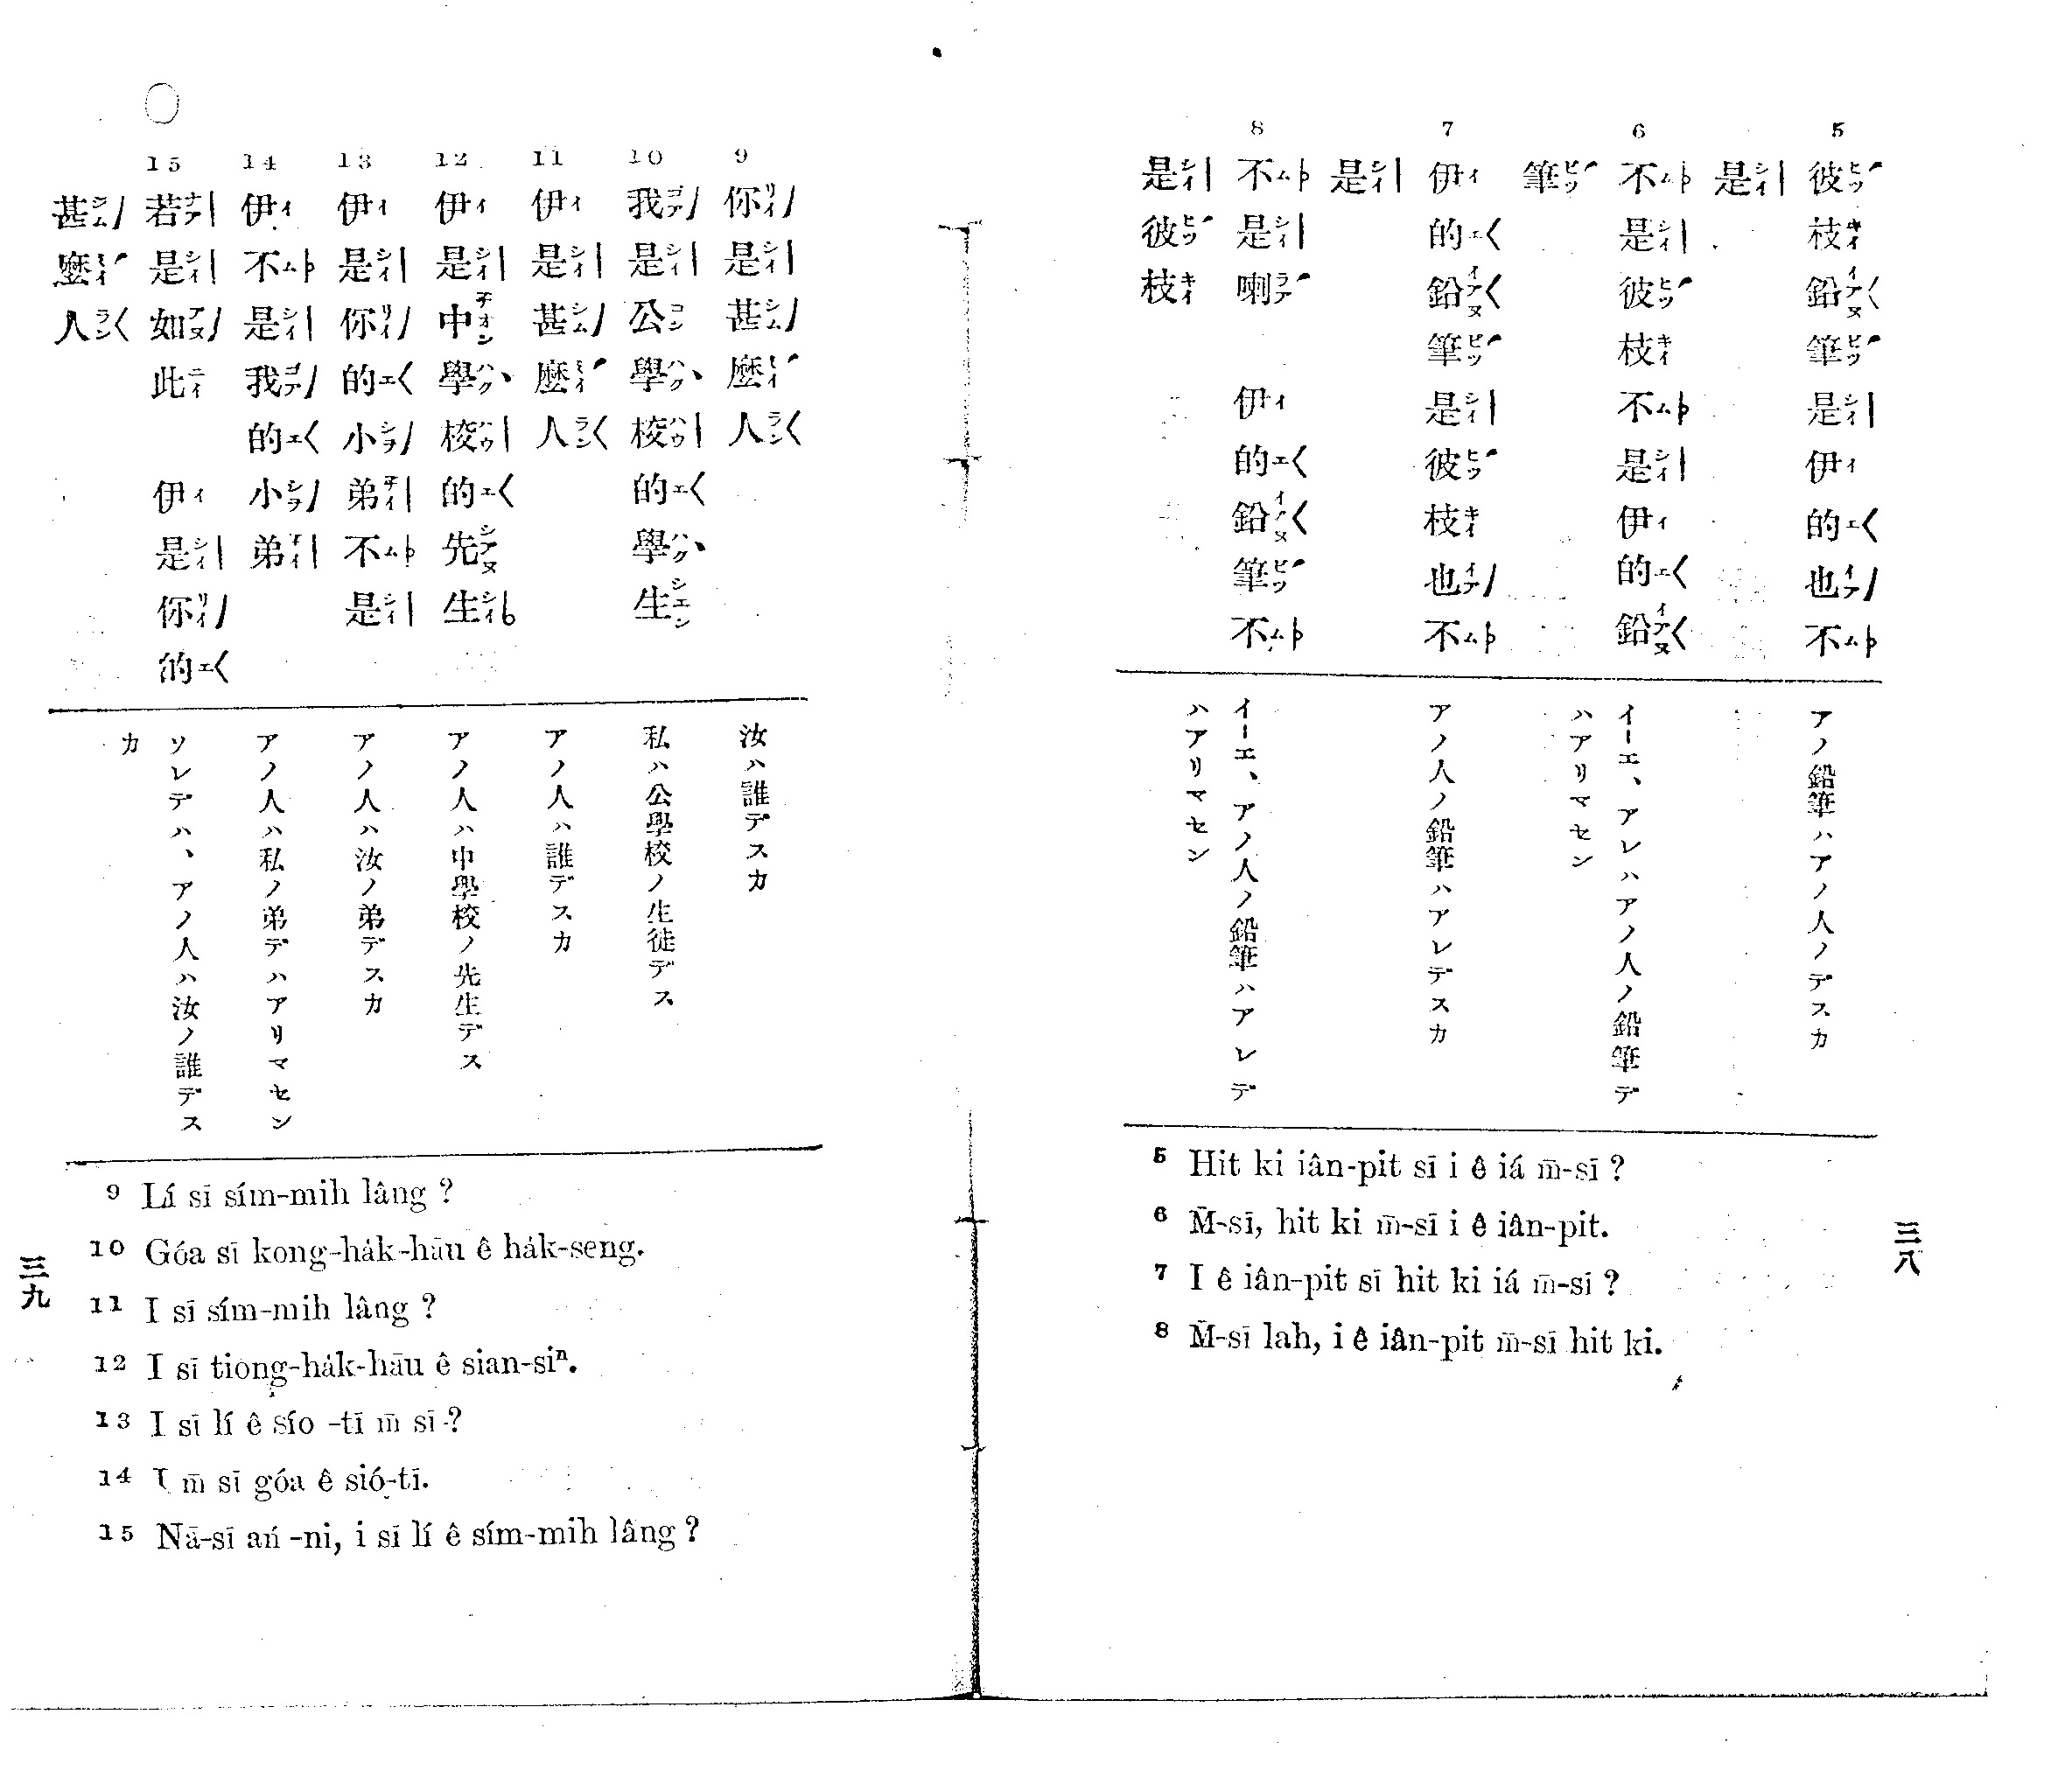 5
彼枝鉛筆是伊的也不
是
6
不是彼枝不是伊的鉛
筆
7
伊的鉛筆是彼枝也不
是
8
不是喇 伊的鉛筆不
是彼枝
アノ鉛筆ハアノ人ノデスカ
イーエ、アレハアノ人ノ鉛筆デ
ハアリマセン
アノ人ノ鉛筆ハアレデスカ
イーエ、アノ人ノ鉛筆ハアレデ
ハアリマセン
5 Hit ki iân-pit sī i ê iá m̄-sī ?
6 M̄-sī, hit ki m̄-sī i ê iân-pit.
7 I ê iân-pit sī hit ki iá m̄-sī ?
8 M̄-sī lah, i ê iân-pit m̄-sī hit ki.
三八
9
你是甚麼人
10
我是公學校的學生
11
伊是甚麼人
12
伊是中學校的先生
13
伊是你的小弟不是
14
伊不是我的小弟
15
若是如此 伊是你的
甚麼人
汝ハ誰デスカ
私ハ公學校ノ生徒デス
アノ人ハ誰デスカ
アノ人ハ中學校ノ先生デス
アノ人ハ汝ノ弟デスカ
アノ人ハ私ノ弟デハアリマセン
ソレデハ、アノ人ハ汝ノ誰デス
カ
9 Lí sī sím-mih lâng ?
10 Góa sī kong-ha̍k-hāu ê ha̍k-seng.
11 I sī sím-mih lâng ?
12 I sī tiong-ha̍k-hāu ê sian-siⁿ.
13 I sī lí ê sío -tī m̄ sī ?
14 I m̄ sī góa ê sió-tī.
15 Nā-sī ań -ni, i sī lí ê sím-mih lâng ?
三九